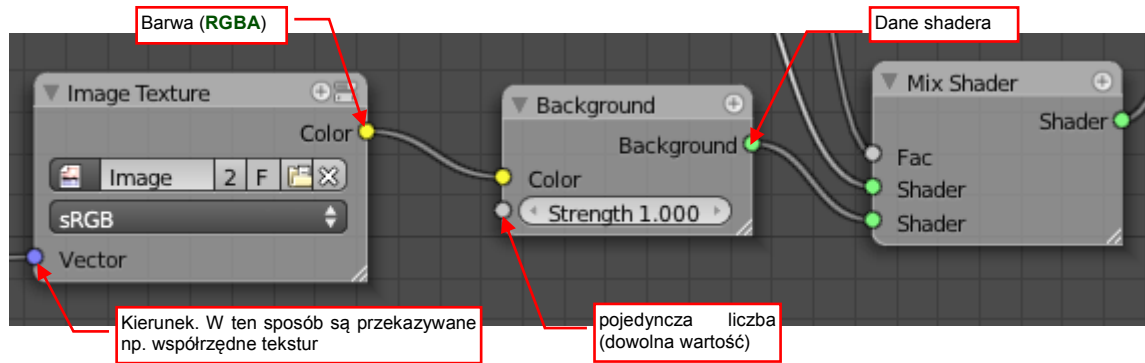 Barwa (RGBA)
Dane shadera
Image Texture
Color
Image 2 F
sRGB
Vector
Background
Background
Color
Strength 1.000
Mix Shader
Shader
Fac
Shader
Shader
Kierunek. W ten sposób są przekazywane
np. współrzędne tekstur
pojedyncza liczba
(dowolna wartość)